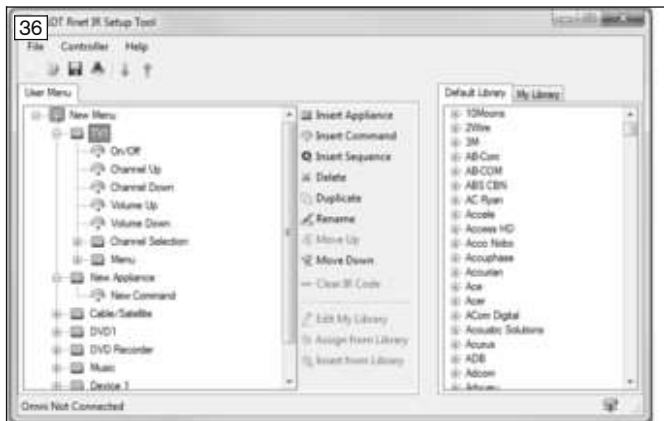 36
Rnet IR Setup Tool
File Controller Help
User Menu
New Menu
TV
On/Off
Channel Up
Channel Down
Volume Up
Volume Down
Channel Selection
Menu
New Appliance
New Command
Cable/Satellite
DVD1
DVD Recorder
Music
Device 1
Insert Appliance
Insert Command
Insert Sequence
Delete
Duplicate
Rename
Move Up
Move Down
Clear IR Code
Edit My Library
Assign from Library
Insert from Library
Default Library My Library
10Moons
2Wire
3M
AB-Com
AB-COM
ABS CBN
AC Ryan
Accele
Access HD
Acco Nobo
Accuphase
Accurian
Ace
Acer
ACom Digital
Acoustic Solutions
Acurus
ADB
Adcom
Omni Not Connected